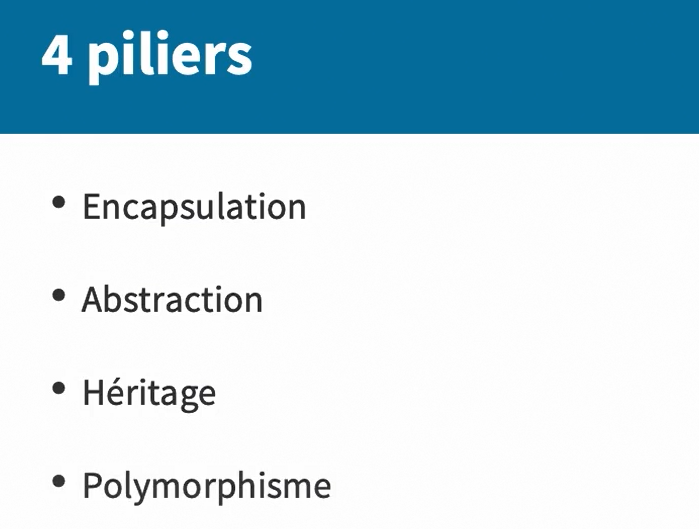 4 piliers
• Encapsulation
• Abstraction
• Héritage
• Polymorphisme